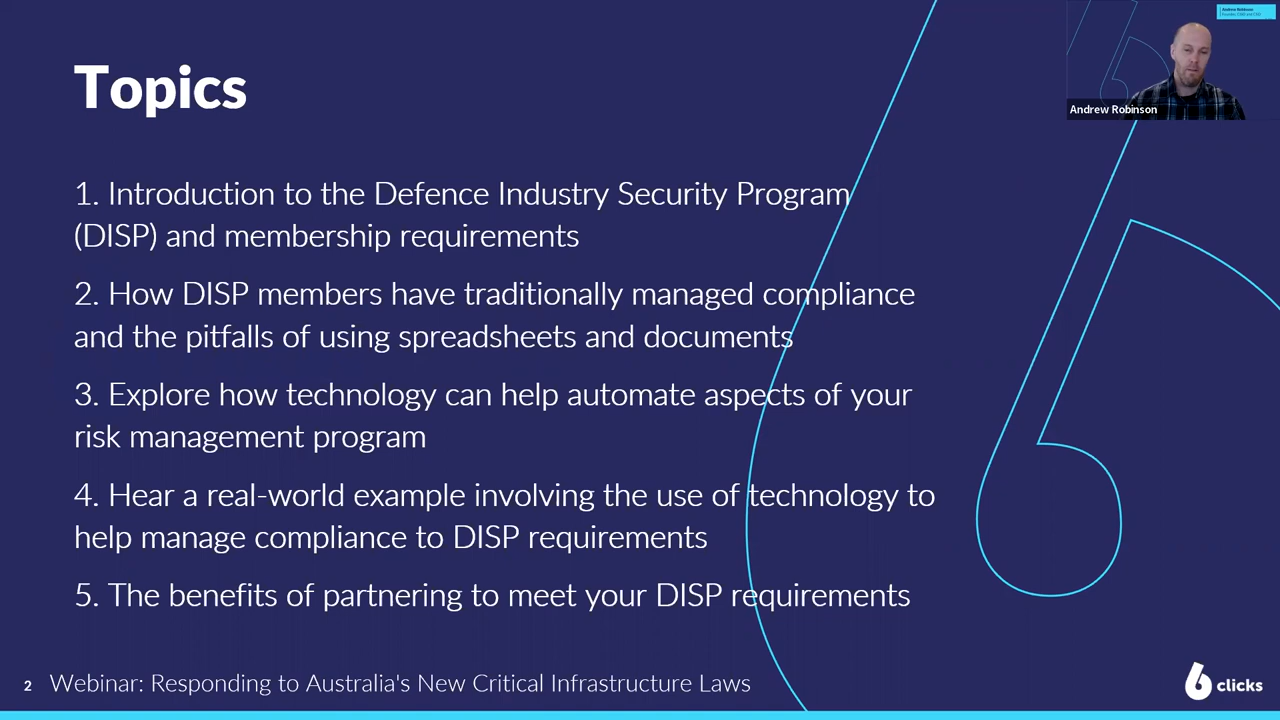 Topics
Andrew Robinson
Andrew Robinson
1. Introduction to the Defence Industry Security Program
(DISP) and membership requirements
2. How DISP members have traditionally managed compliance
and the pitfalls of using spreadsheets and documents
3. Explore how technology can help automate aspects of your
risk management program
4. Hear a real-world example involving the use of technology to
help manage compliance to DISP requirements
5. The benefits of partnering to meet your DISP requirements
2 Webinar: Responding to Australia's New Critical Infrastructure Laws
6 clicks